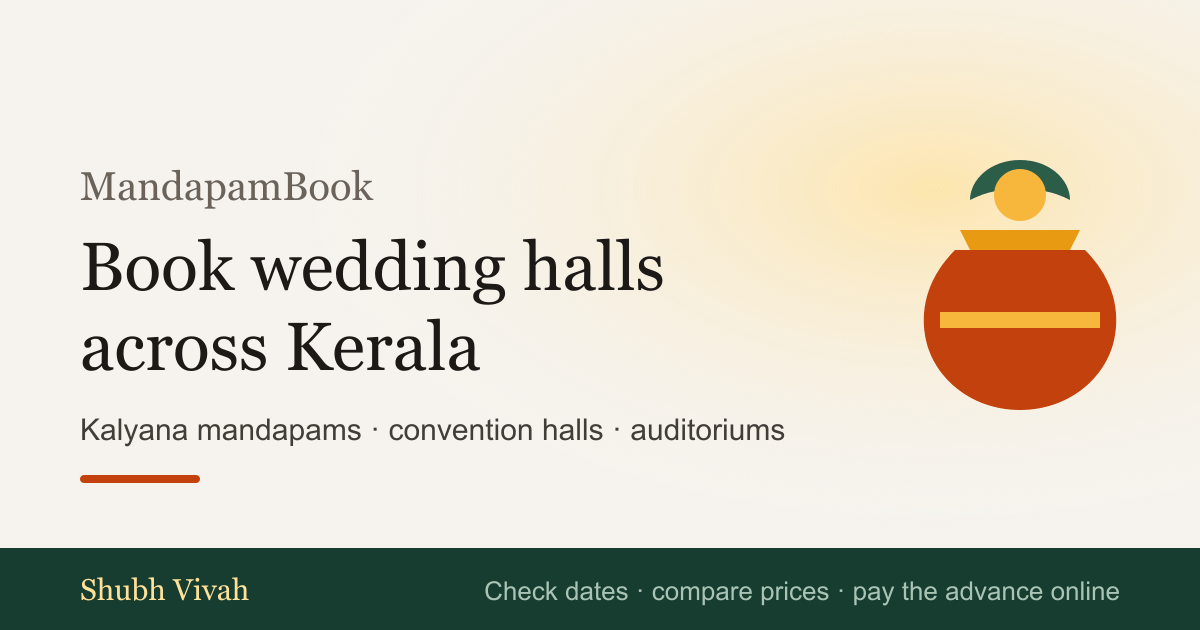 MandapamBook
Book wedding halls
across Kerala
Kalyana mandapams · convention halls · auditoriums
Shubh Vivah
Check dates · compare prices · pay the advance online